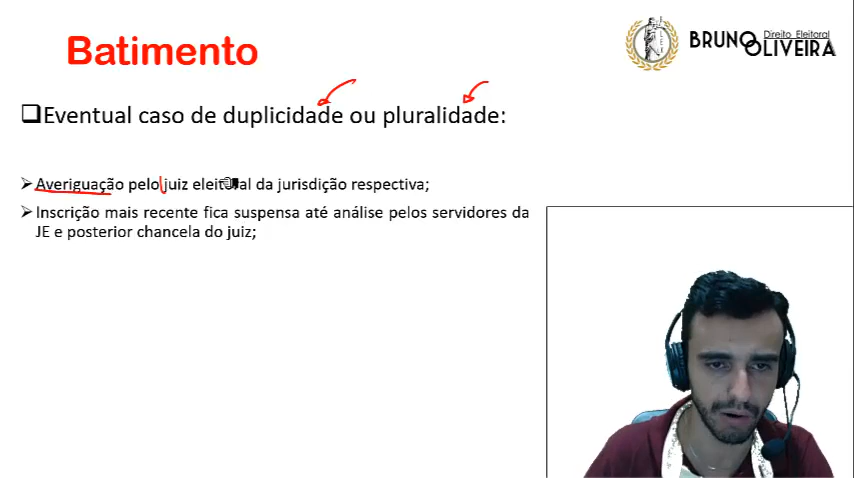 Batimento
BRUNO
Direito Eleitoral
OLIVEIRA
Eventual caso de duplicidade ou pluralidade:
Averiguação pelo juiz eleitoral da jurisdição respectiva;
Inscrição mais recente fica suspensa até análise pelos servidores da
JE e posterior chancela do juiz;